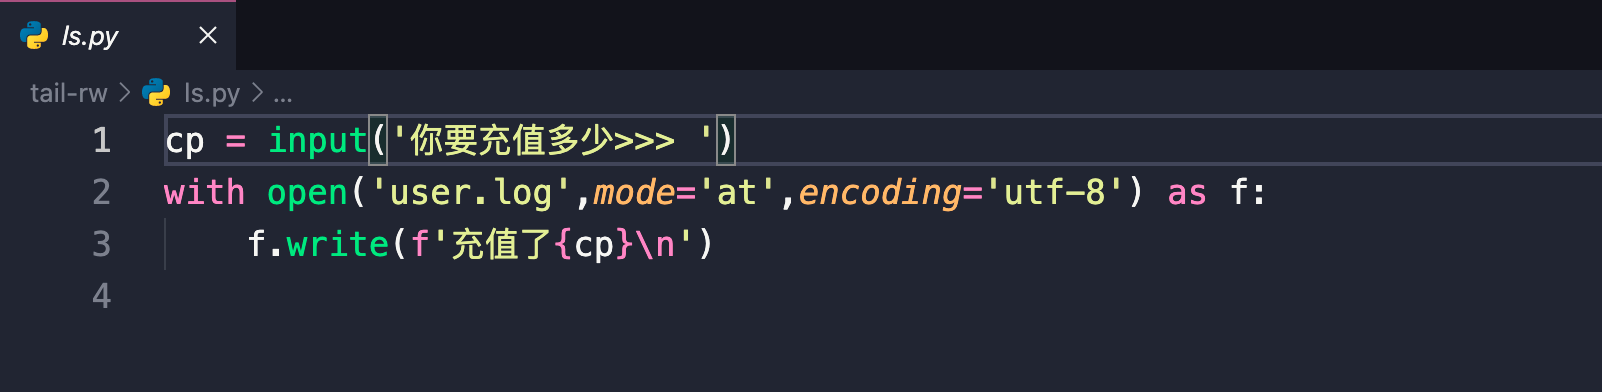 ls.py
tail-rw > ls.py > ...
1 cp = input('你要充值多少>>> ')
2 with open('user.log',mode='at',encoding='utf-8') as f:
3     f.write(f'充值了{cp}\n')
4